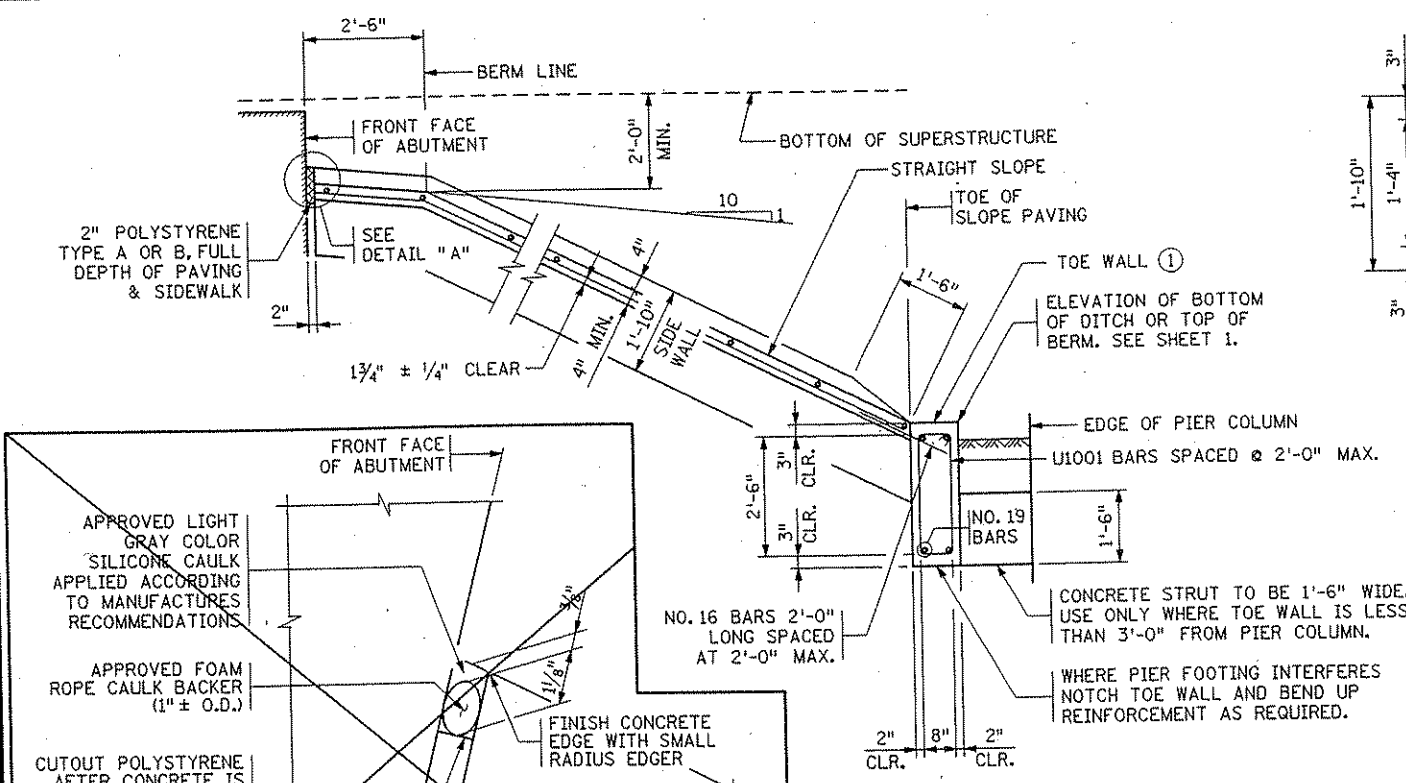 2'-6"
BERM LINE
FRONT FACE
OF ABUTMENT
2'-0"
MIN.
BOTTOM OF SUPERSTRUCTURE
STRAIGHT SLOPE
10
1
TOE OF
SLOPE PAVING
2" POLYSTYRENE
TYPE A OR B, FULL
DEPTH OF PAVING
& SIDEWALK
SEE
DETAIL "A"
2"
4"
1'-6"
TOE WALL ①
ELEVATION OF BOTTOM
OF DITCH OR TOP OF
BERM. SEE SHEET 1.
4" MIN.
1'-10"
SIDE
WALL
1¾" ± ¼" CLEAR
3"
1'-10"
1'-4"
3"
EDGE OF PIER COLUMN
U1001 BARS SPACED @ 2'-0" MAX.
2'-6"
3"
CLR.
3"
CLR.
NO. 19
BARS
1'-6"
NO. 16 BARS 2'-0"
LONG SPACED
AT 2'-0" MAX.
CONCRETE STRUT TO BE 1'-6" WIDE.
USE ONLY WHERE TOE WALL IS LESS
THAN 3'-0" FROM PIER COLUMN.
WHERE PIER FOOTING INTERFERES
NOTCH TOE WALL AND BEND UP
REINFORCEMENT AS REQUIRED.
2"
CLR.
8"
2"
CLR.
FRONT FACE
OF ABUTMENT
APPROVED LIGHT
GRAY COLOR
SILICONE CAULK
APPLIED ACCORDING
TO MANUFACTURES
RECOMMENDATIONS
3/8"
1 1/8"
APPROVED FOAM
ROPE CAULK BACKER
(1" ± O.D.)
FINISH CONCRETE
EDGE WITH SMALL
RADIUS EDGER
CUTOUT POLYSTYRENE
AFTER CONCRETE IS